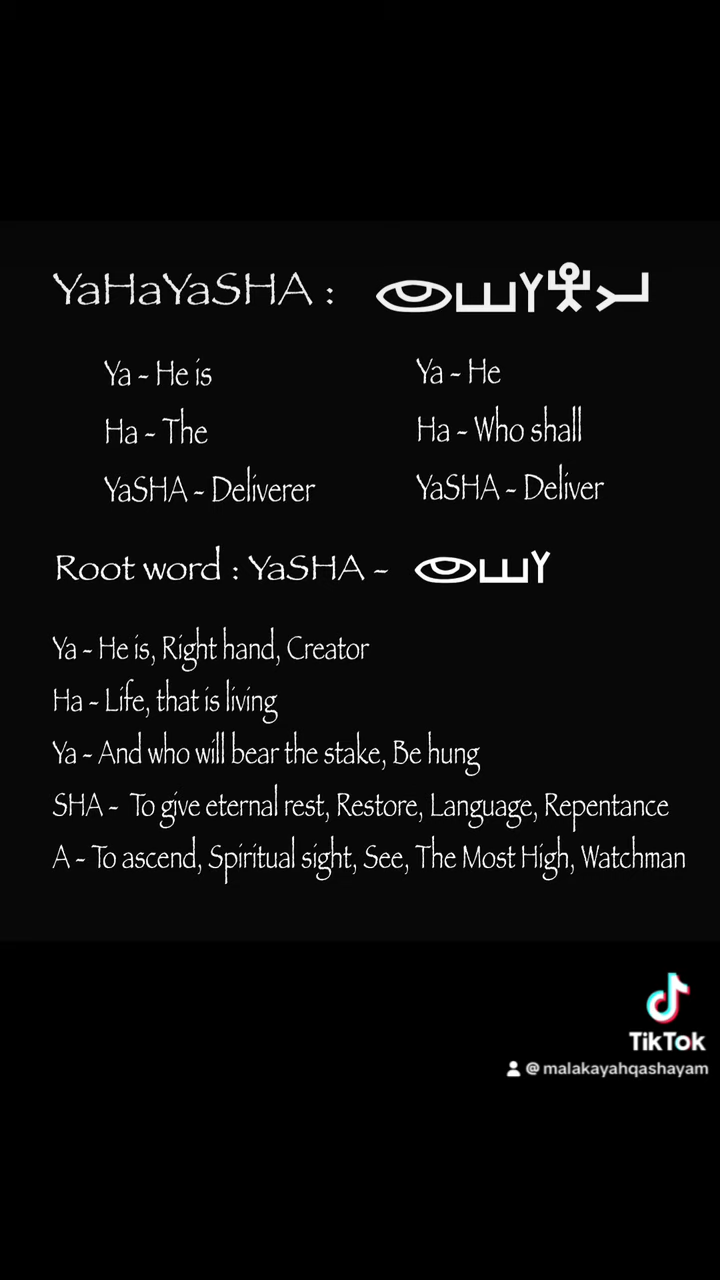 YaHaYaSHA :
Ya - He is
Ha - The
YaSHA - Deliverer
Ya - He
Ha - Who shall
YaSHA - Deliver
Root word : YaSHA -
Ya - He is, Right hand, Creator
Ha - Life, that is living
Ya - And who will bear the stake, Be hung
SHA - To give eternal rest, Restore, Language, Repentance
A - To ascend, Spiritual sight, See, The Most High, Watchman
TikTok
@malakayahqashayam